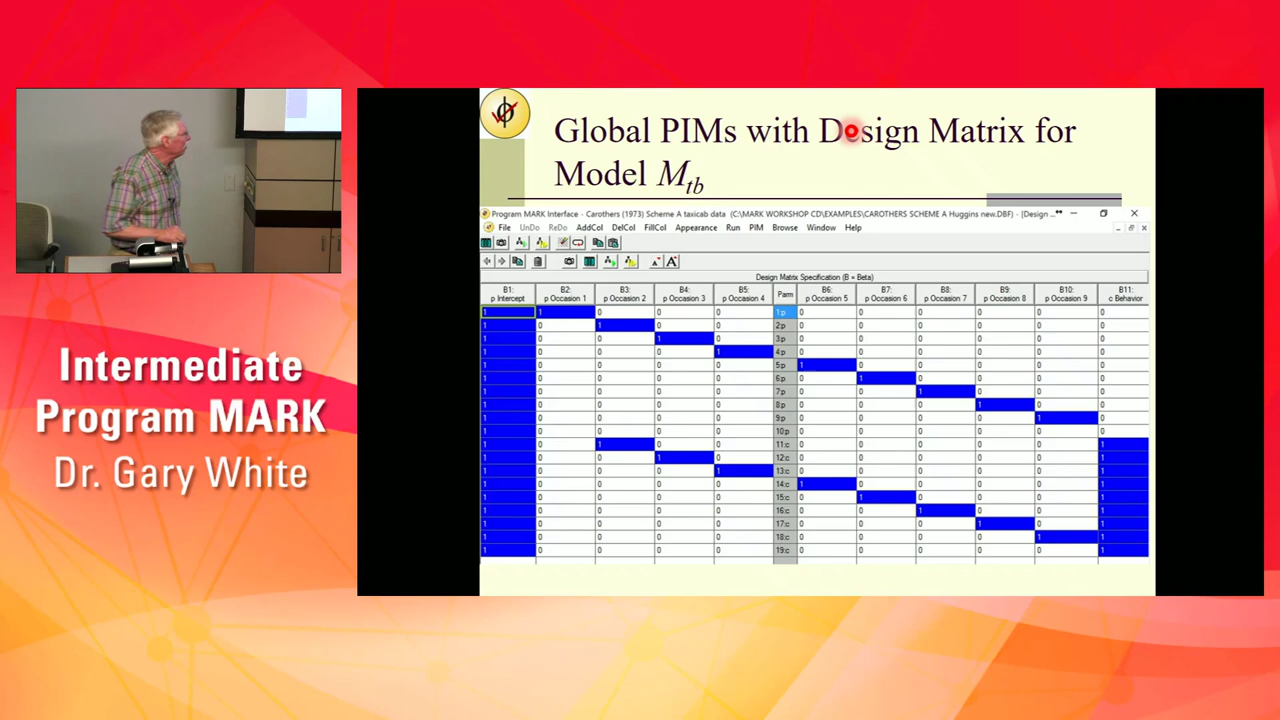 Intermediate
Program MARK
Dr. Gary White
Global PIMs with Design Matrix for
Model Mtb
Program MARK Interface - Carothers (1973) Scheme A taxicab data (C:\MARK WORKSHOP CD\EXAMPLES\CAROTHERS SCHEME A Huggins new.DBF) - [Design ...**
File UnDo ReDo AddCol DelCol FillCol Appearance Run PIM Browse Window Help
Design Matrix Specification (B = Beta)
B1: B2: B3: B4: B5: Parm B6: B7: B8: B9: B10: B11:
p Intercept p Occasion 1 p Occasion 2 p Occasion 3 p Occasion 4 p Occasion 5 p Occasion 6 p Occasion 7 p Occasion 8 p Occasion 9 c Behavior
1 1 0 0 0 1:p 0 0 0 0 0 0
1 0 1 0 0 2:p 0 0 0 0 0 0
1 0 0 1 0 3:p 0 0 0 0 0 0
1 0 0 0 1 4:p 0 0 0 0 0 0
1 0 0 0 0 5:p 1 0 0 0 0 0
1 0 0 0 0 6:p 0 1 0 0 0 0
1 0 0 0 0 7:p 0 0 1 0 0 0
1 0 0 0 0 8:p 0 0 0 1 0 0
1 0 0 0 0 9:p 0 0 0 0 1 0
1 0 0 0 0 10:p 0 0 0 0 0 0
1 0 1 0 0 11:c 0 0 0 0 0 1
1 0 0 1 0 12:c 0 0 0 0 0 1
1 0 0 0 1 13:c 0 0 0 0 0 1
1 0 0 0 0 14:c 1 0 0 0 0 1
1 0 0 0 0 15:c 0 1 0 0 0 1
1 0 0 0 0 16:c 0 0 1 0 0 1
1 0 0 0 0 17:c 0 0 0 1 0 1
1 0 0 0 0 18:c 0 0 0 0 1 1
1 0 0 0 0 19:c 0 0 0 0 0 1